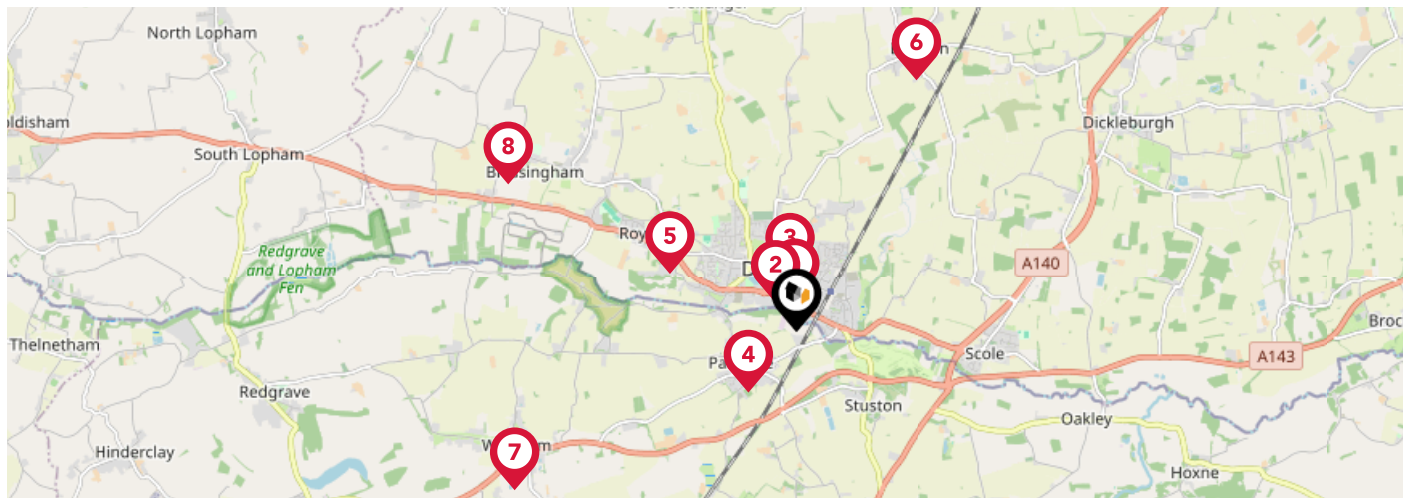 North Lopham
6
Dickleburgh
oldisham
South Lopham
8
3
5
2
Redgrave
and Lopham
Fen
A140
Thelnetham
Scole
4
A143
Redgrave
Stuston
Oakley
Hinderclay
7
Hoxne